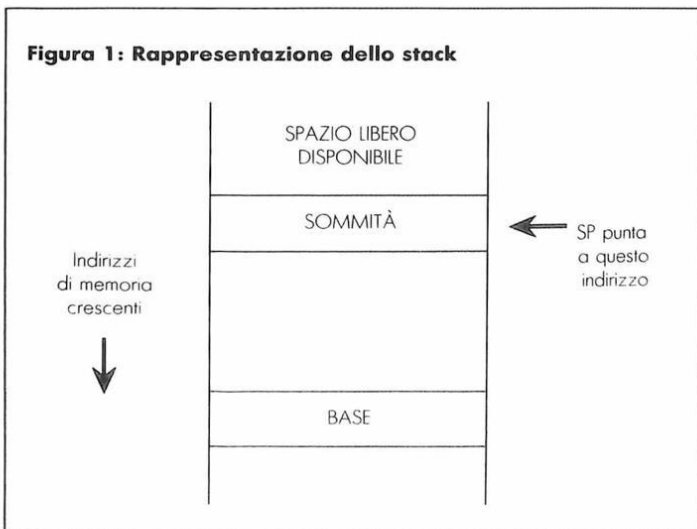 Figura 1: Rappresentazione dello stack
SPAZIO LIBERO
DISPONIBILE
SOMMITÀ
SP punta
a questo
indirizzo
Indirizzi
di memoria
crescenti
BASE